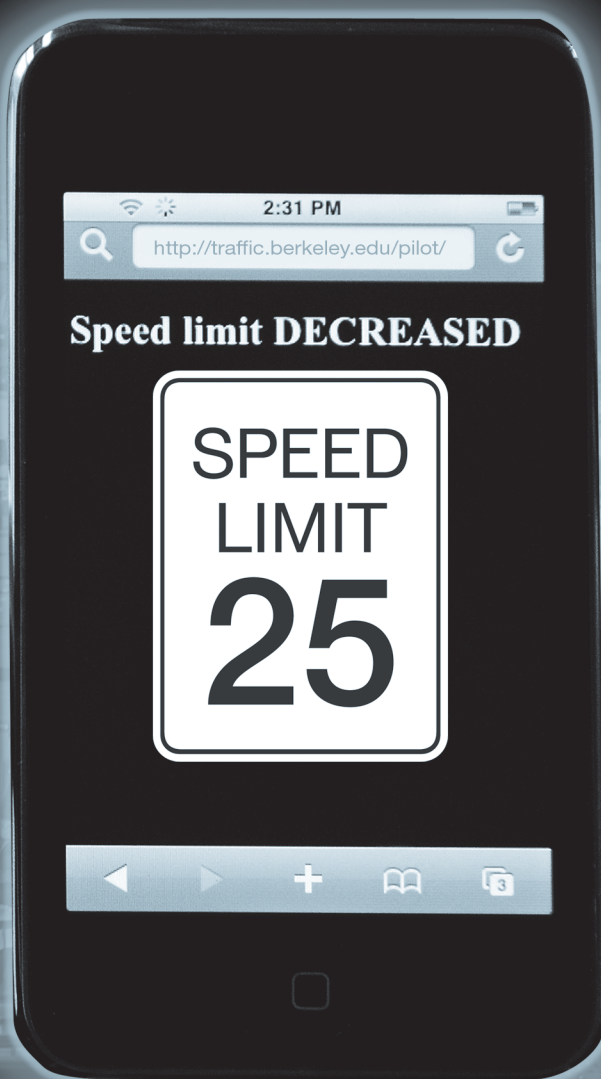 2:31 PM
http://traffic.berkeley.edu/pilot/
Speed limit DECREASED
SPEED
LIMIT
25
3